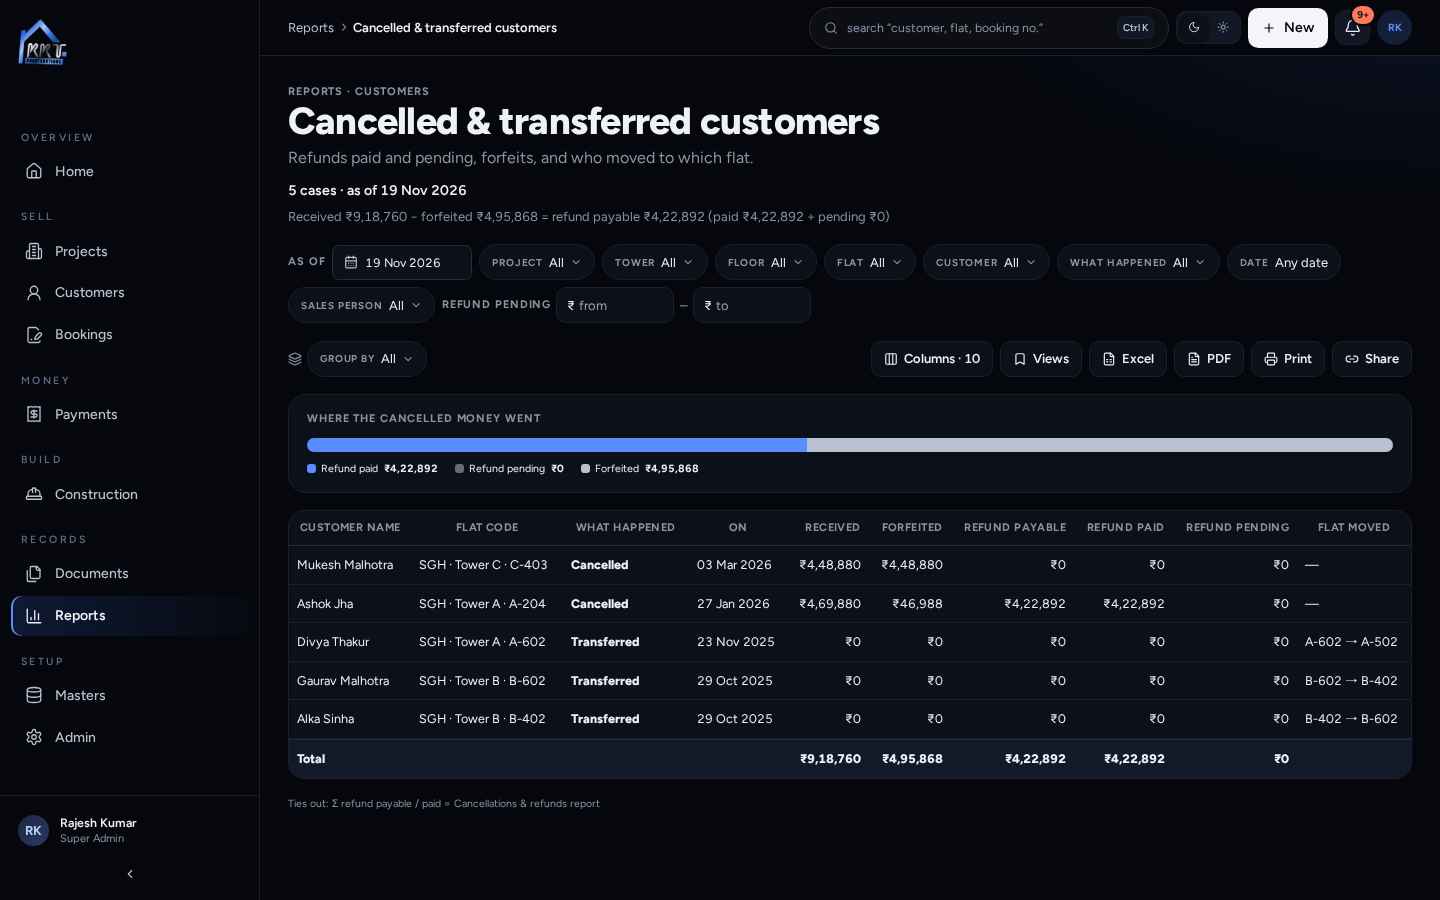 Reports › Cancelled & transferred customers
search “customer, flat, booking no.”
Ctrl K
New
9+
RK
OVERVIEW
Home
SELL
Projects
Customers
Bookings
MONEY
Payments
BUILD
Construction
RECORDS
Documents
Reports
SETUP
Masters
Admin
RK
Rajesh Kumar
Super Admin
REPORTS · CUSTOMERS
Cancelled & transferred customers
Refunds paid and pending, forfeits, and who moved to which flat.
5 cases · as of 19 Nov 2026
Received ₹9,18,760 − forfeited ₹4,95,868 = refund payable ₹4,22,892 (paid ₹4,22,892 + pending ₹0)
AS OF 19 Nov 2026 PROJECT All TOWER All FLOOR All FLAT All CUSTOMER All WHAT HAPPENED All DATE Any date
SALES PERSON All REFUND PENDING ₹ from — ₹ to
GROUP BY All Columns · 10 Views Excel PDF Print Share
WHERE THE CANCELLED MONEY WENT
Refund paid ₹4,22,892 Refund pending ₹0 Forfeited ₹4,95,868
CUSTOMER NAME FLAT CODE WHAT HAPPENED ON RECEIVED FORFEITED REFUND PAYABLE REFUND PAID REFUND PENDING FLAT MOVED
Mukesh Malhotra SGH · Tower C · C-403 Cancelled 03 Mar 2026 ₹4,48,880 ₹4,48,880 ₹0 ₹0 ₹0 —
Ashok Jha SGH · Tower A · A-204 Cancelled 27 Jan 2026 ₹4,69,880 ₹46,988 ₹4,22,892 ₹4,22,892 ₹0 —
Divya Thakur SGH · Tower A · A-602 Transferred 23 Nov 2025 ₹0 ₹0 ₹0 ₹0 ₹0 A-602 → A-502
Gaurav Malhotra SGH · Tower B · B-602 Transferred 29 Oct 2025 ₹0 ₹0 ₹0 ₹0 ₹0 B-602 → B-402
Alka Sinha SGH · Tower B · B-402 Transferred 29 Oct 2025 ₹0 ₹0 ₹0 ₹0 ₹0 B-402 → B-602
Total ₹9,18,760 ₹4,95,868 ₹4,22,892 ₹4,22,892 ₹0
Ties out: Σ refund payable / paid = Cancellations & refunds report